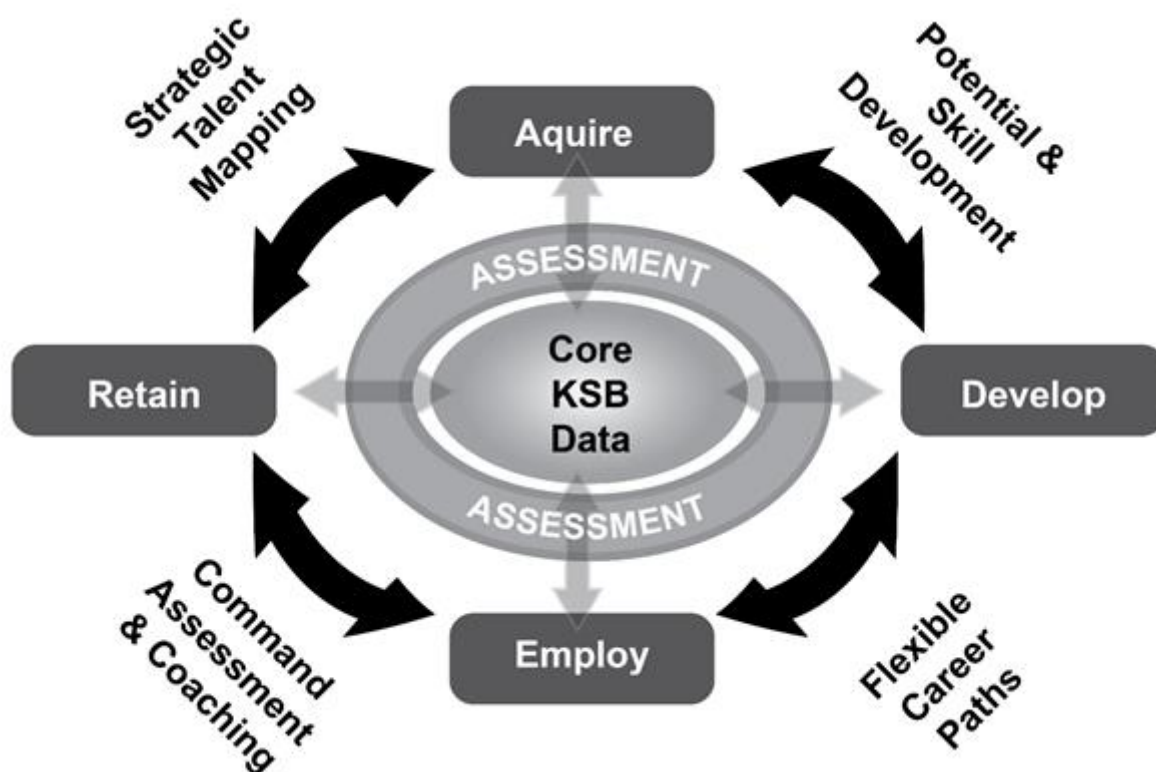 Strategic
Talent
Mapping
Aquire
Potential &
Skill
Development
ASSESSMENT
Retain
Core
KSB
Data
Develop
ASSESSMENT
Command
Assessment
& Coaching
Employ
Flexible
Career
Paths